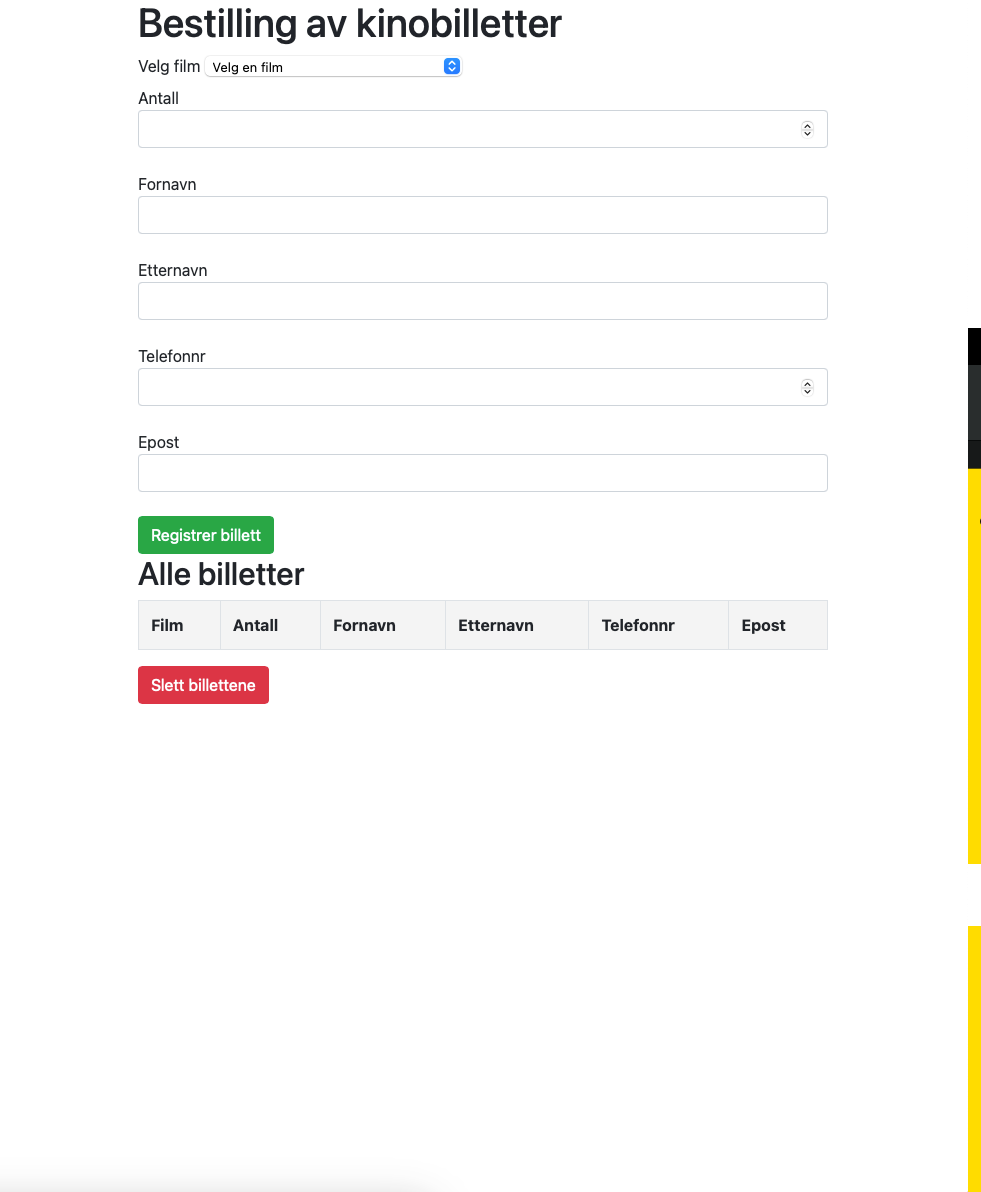 Bestilling av kinobilletter
Velg film Velg en film
Antall
Fornavn
Etternavn
Telefonnr
Epost
Registrer billett
Alle billetter
Film Antall Fornavn Etternavn Telefonnr Epost
Slett billettene